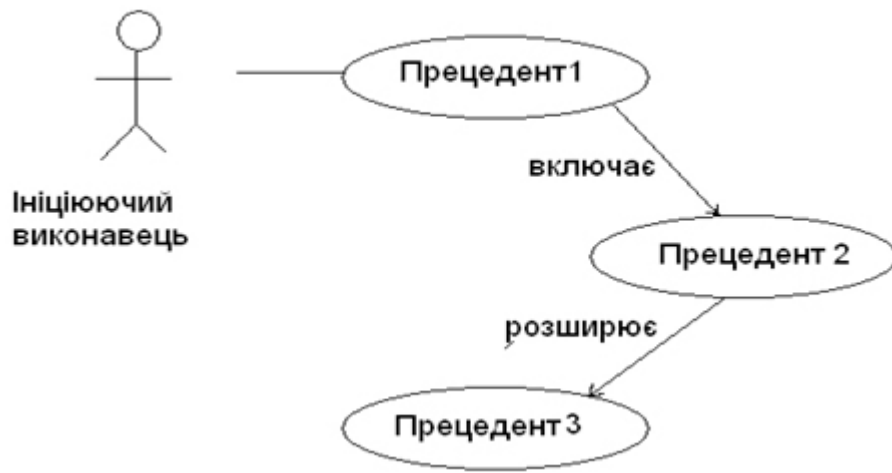 Прецедент1
включає
Ініціюючий
виконавець
Прецедент 2
розширює
Прецедент 3